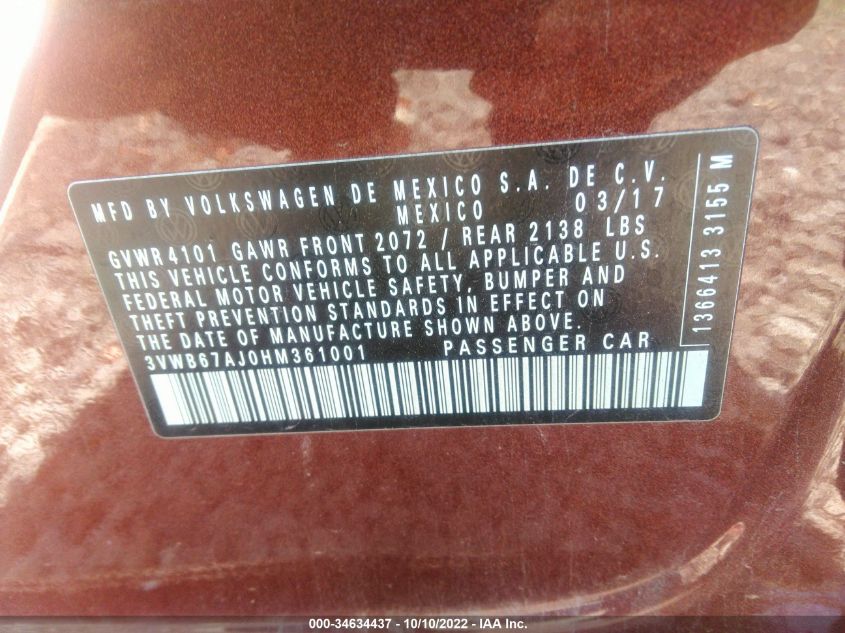 MFD BY VOLKSWAGEN DE MEXICO S.A. DE C.V.
MEXICO 03/17
GVWR 4101 GAWR FRONT 2072 / REAR 2138 LBS
THIS VEHICLE CONFORMS TO ALL APPLICABLE U.S.
FEDERAL MOTOR VEHICLE SAFETY, BUMPER AND
THEFT PREVENTION STANDARDS IN EFFECT ON
THE DATE OF MANUFACTURE SHOWN ABOVE.
3VWB67AJ0HM361001 PASSENGER CAR
1366413 3155 M
000-34634437 - 10/10/2022 - IAA Inc.